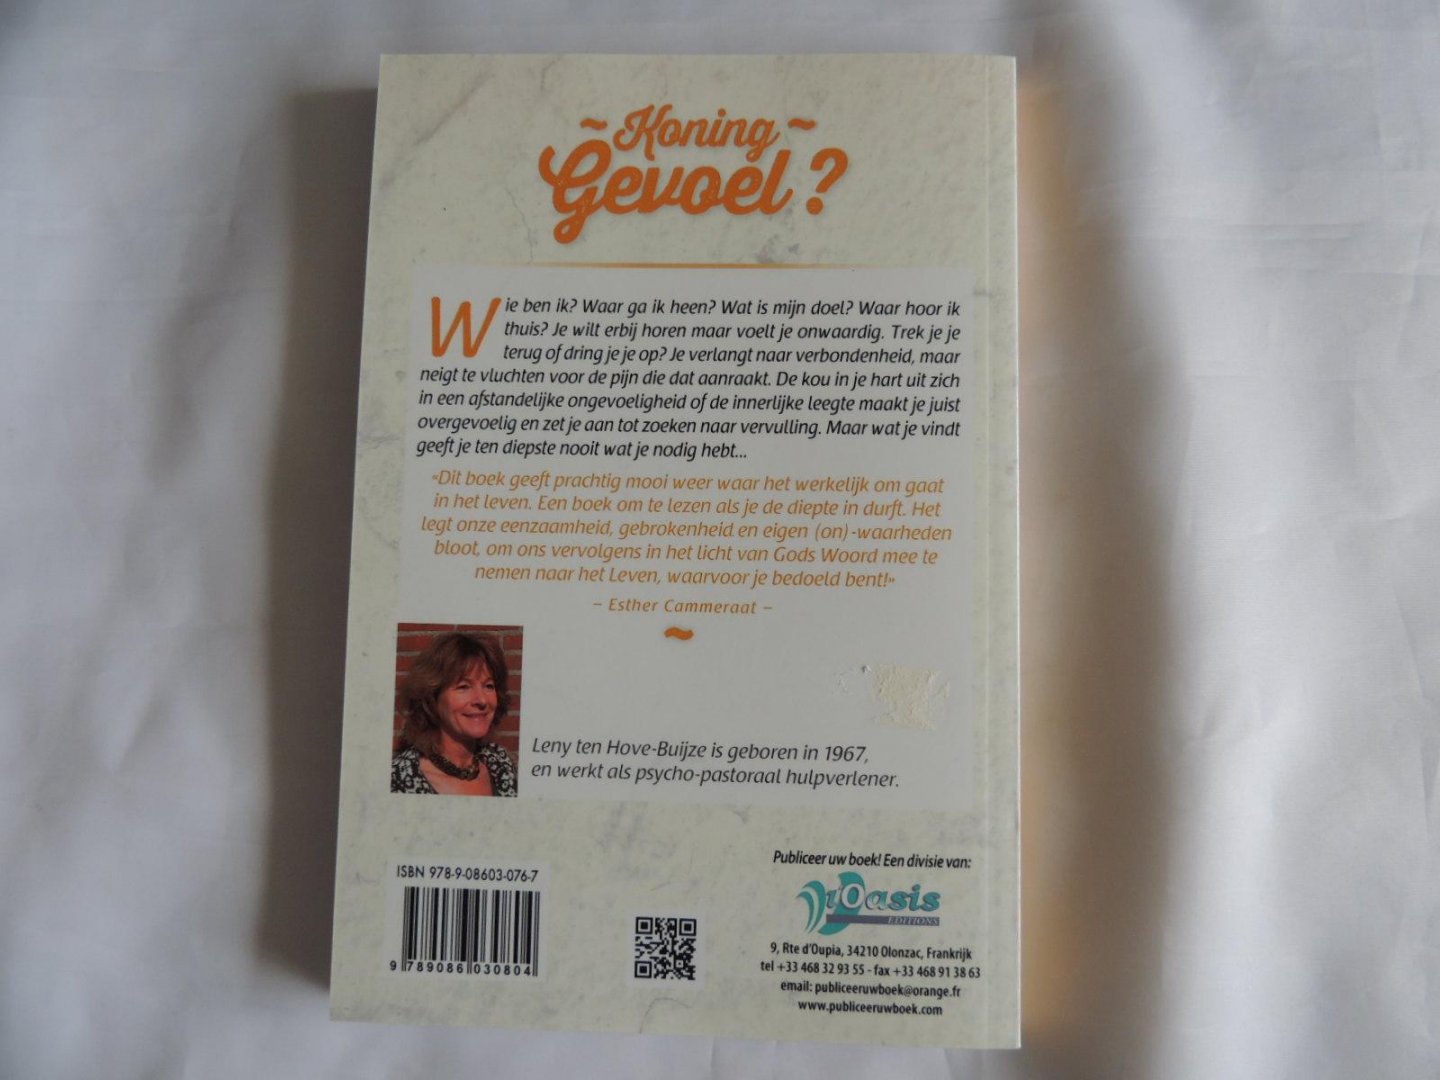 ~ Koning ~
Gevoel?
Wie ben ik? Waar ga ik heen? Wat is mijn doel? Waar hoor ik
thuis? Je wilt erbij horen maar voelt je onwaardig. Trek je je
terug of dring je je op? Je verlangt naar verbondenheid, maar
neigt te vluchten voor de pijn die dat aanraakt. De kou in je hart uit zich
in een afstandelijke ongevoeligheid of de innerlijke leegte maakt je juist
overgevoelig en zet je aan tot zoeken naar vervulling. Maar wat je vindt
geeft je ten diepste nooit wat je nodig hebt...
«Dit boek geeft prachtig mooi weer waar het werkelijk om gaat
in het leven. Een boek om te lezen als je de diepte in durft. Het
legt onze eenzaamheid, gebrokenheid en eigen (on)-waarheden
bloot, om ons vervolgens in het licht van Gods Woord mee te
nemen naar het Leven, waarvoor je bedoeld bent!»
– Esther Cammeraat –
~
Leny ten Hove-Buijze is geboren in 1967,
en werkt als psycho-pastoraal hulpverlener.
ISBN 978-9-08603-076-7
9 789086 030804
Publiceer uw boek! Een divisie van:
l'Oasis
EDITIONS
9, Rte d'Oupia, 34210 Olonzac, Frankrijk
tel +33 468 32 93 55 - fax +33 468 91 38 63
email: publiceeruwboek@orange.fr
www.publiceeruwboek.com